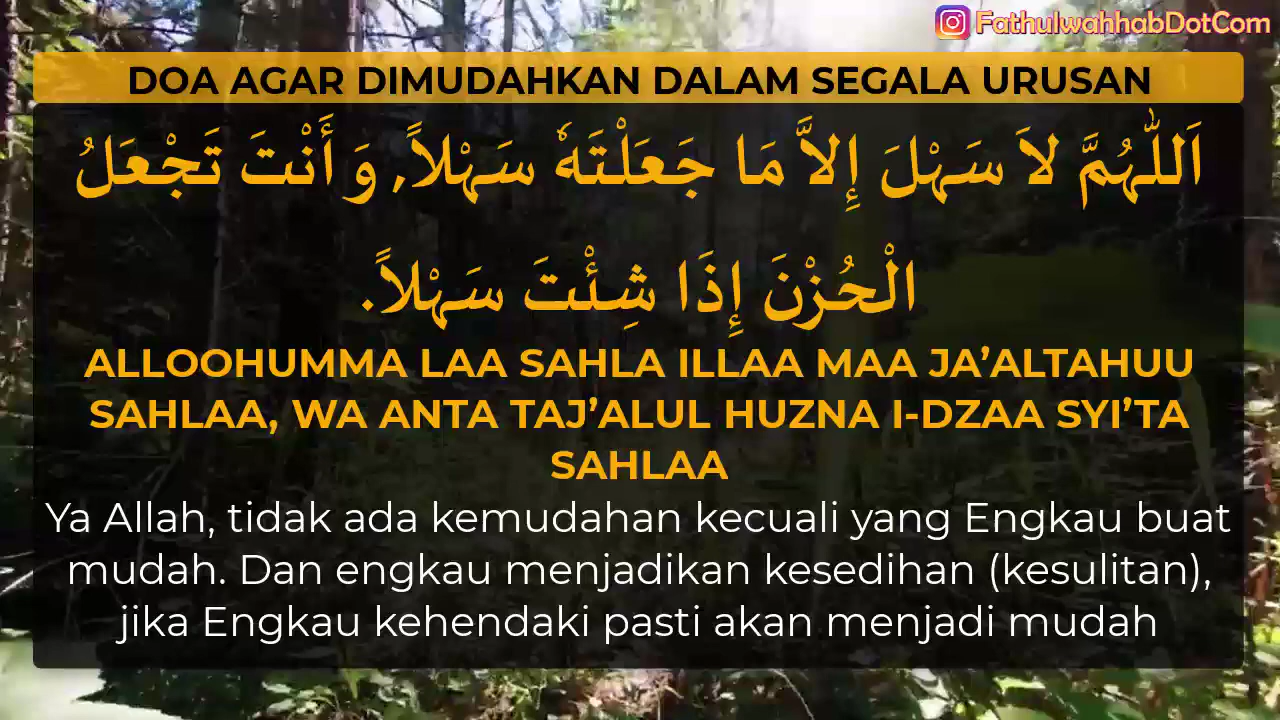 FathulwahhabDotCom
DOA AGAR DIMUDAHKAN DALAM SEGALA URUSAN
اَللّٰهُمَّ لاَ سَهْلَ إِلاَّ مَا جَعَلْتَهٗ سَهْلاً, وَ أَنْتَ تَجْعَلُ
الْحُزْنَ إِذَا شِئْتَ سَهْلاً.
ALLOOHUMMA LAA SAHLA ILLAA MAA JA’ALTAHUU
SAHLAA, WA ANTA TAJ’ALUL HUZNA I-DZAA SYI’TA
SAHLAA
Ya Allah, tidak ada kemudahan kecuali yang Engkau buat
mudah. Dan engkau menjadikan kesedihan (kesulitan),
jika Engkau kehendaki pasti akan menjadi mudah